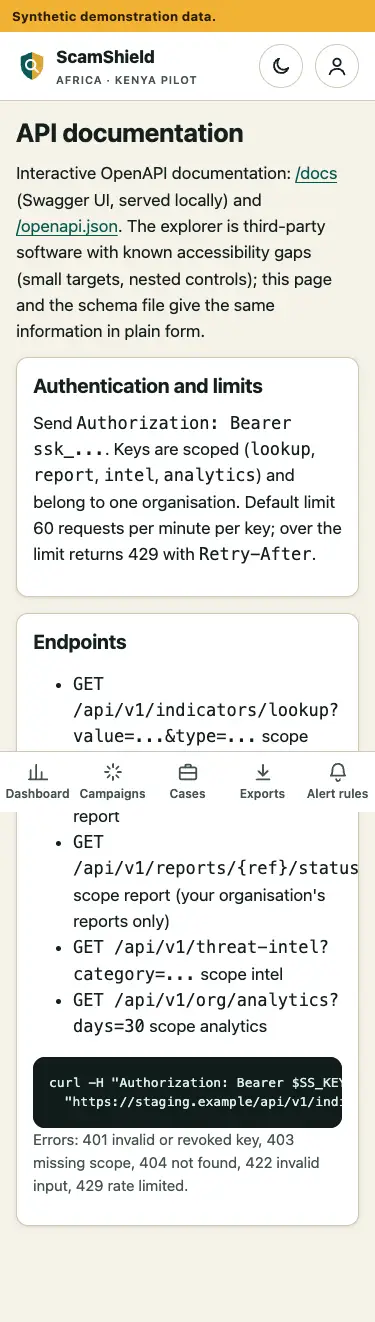 Synthetic demonstration data.
ScamShield
AFRICA · KENYA PILOT
API documentation
Interactive OpenAPI documentation: /docs
(Swagger UI, served locally) and
/openapi.json. The explorer is third-party
software with known accessibility gaps
(small targets, nested controls); this page
and the schema file give the same
information in plain form.
Authentication and limits
Send Authorization: Bearer
ssk_.... Keys are scoped (lookup,
report, intel, analytics) and
belong to one organisation. Default limit
60 requests per minute per key; over the
limit returns 429 with Retry-After.
Endpoints
• GET
/api/v1/indicators/lookup?
value=...&type=... scope
Dashboard Campaigns Cases Exports Alert rules
report
• GET
/api/v1/reports/{ref}/status
scope report (your organisation's
reports only)
• GET /api/v1/threat-intel?
category=... scope intel
• GET /api/v1/org/analytics?
days=30 scope analytics
curl -H "Authorization: Bearer $SS_KEY
"https://staging.example/api/v1/indi
Errors: 401 invalid or revoked key, 403
missing scope, 404 not found, 422 invalid
input, 429 rate limited.